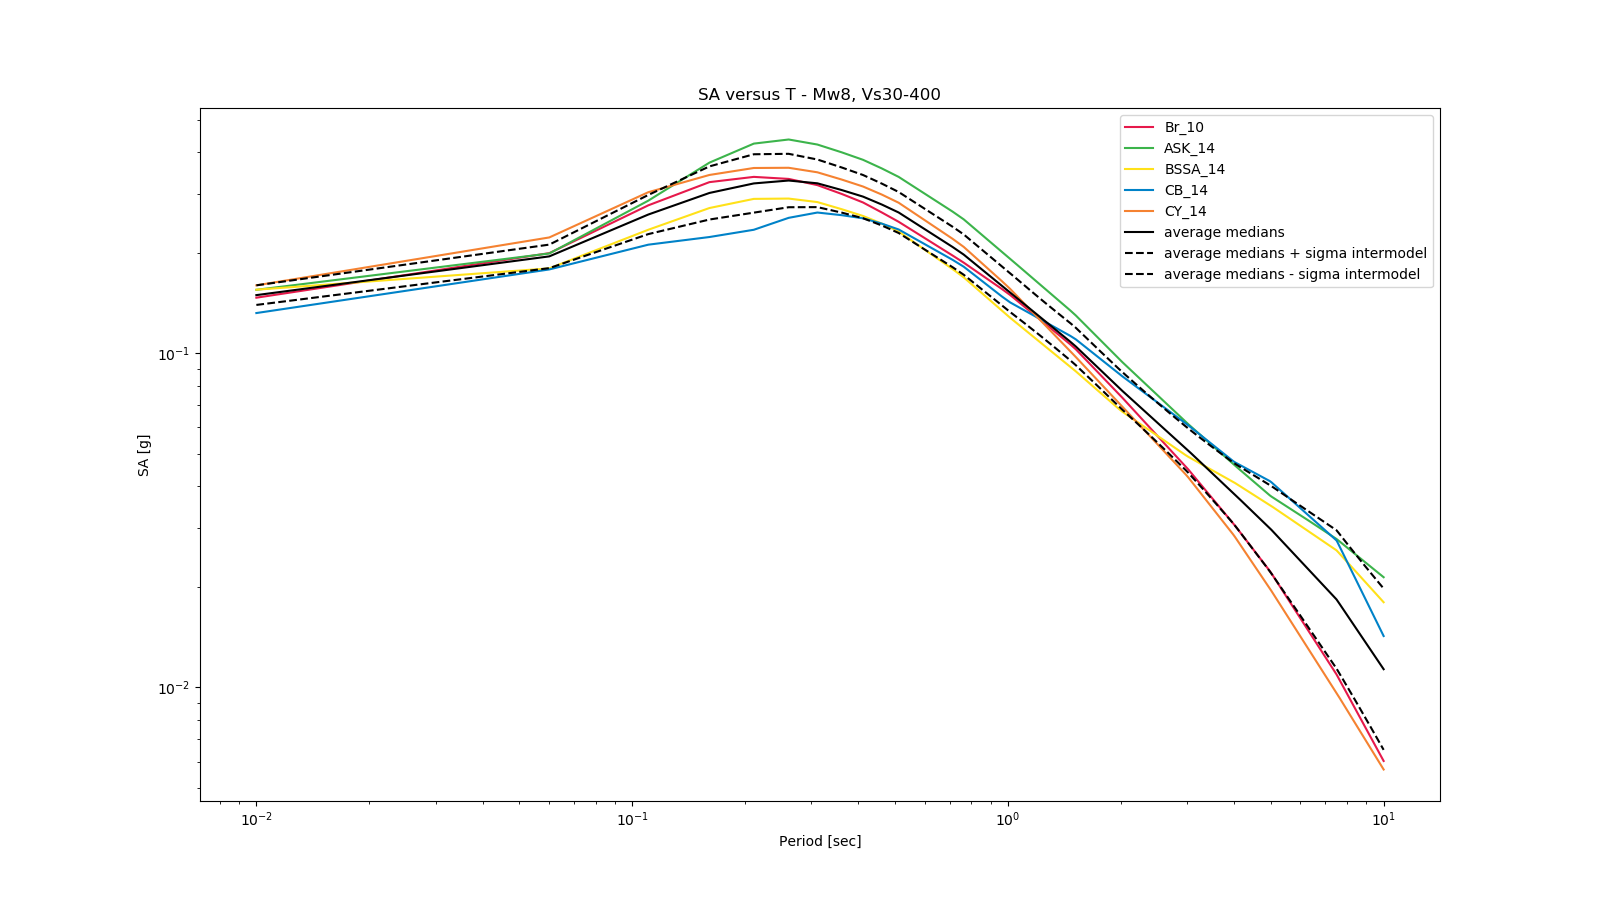 SA versus T - Mw8, Vs30-400
Br_10
ASK_14
BSSA_14
CB_14
CY_14
average medians
average medians + sigma intermodel
average medians - sigma intermodel
SA [g]
10⁻¹
10⁻²
10⁻²
10⁻¹
10⁰
10¹
Period [sec]